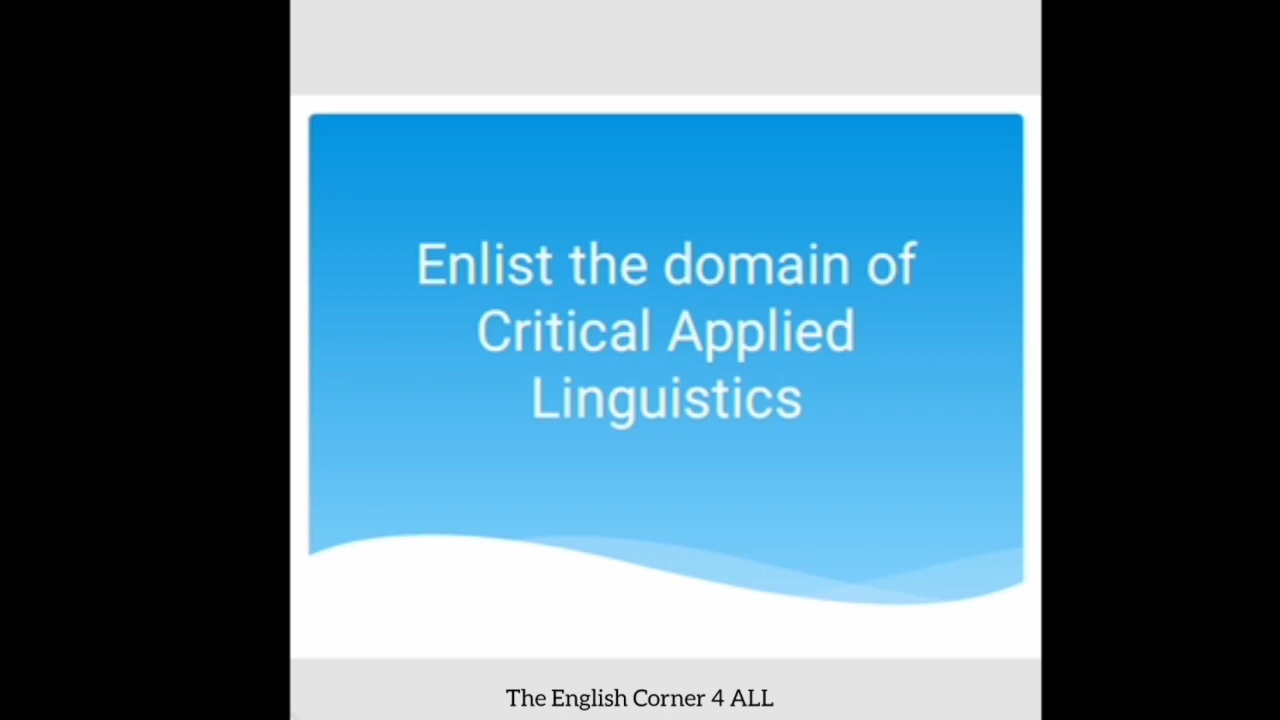 Enlist the domain of
Critical Applied
Linguistics
The English Corner 4 ALL